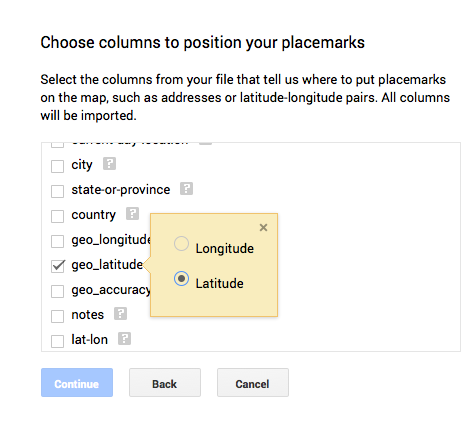 Choose columns to position your placemarks
Select the columns from your file that tell us where to put placemarks
on the map, such as addresses or latitude-longitude pairs. All columns
will be imported.
city ?
state-or-province ?
country ?
geo_longitude
Longitude
geo_latitude
Latitude
geo_accuracy
notes ?
lat-lon ?
Continue
Back
Cancel